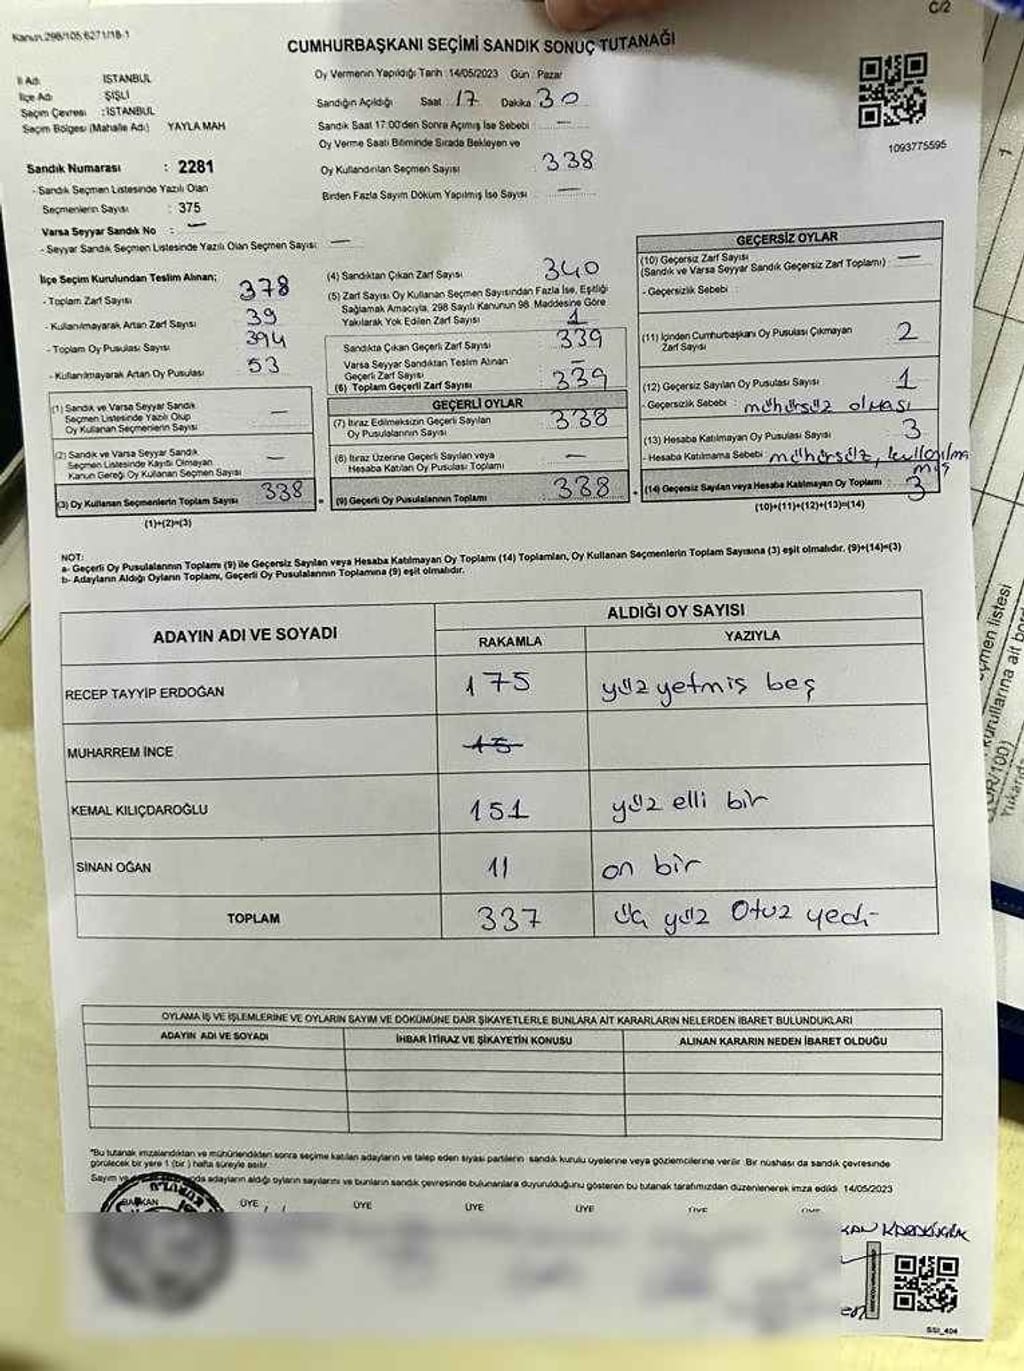 C/2
Kanun.298/105.6271/18-1
CUMHURBAŞKANI SEÇİMİ SANDIK SONUÇ TUTANAĞI
İl Adı : İSTANBUL
İlçe Adı : ŞİŞLİ
Seçim Çevresi : İSTANBUL
Seçim Bölgesi (Mahalle Adı) YAYLA MAH
Sandık Numarası : 2281
- Sandık Seçmen Listesinde Yazılı Olan
Seçmenlerin Sayısı : 375
Varsa Seyyar Sandık No : —
- Seyyar Sandık Seçmen Listesinde Yazılı Olan Seçmen Sayısı: —
Oy Vermenin Yapıldığı Tarih : 14/05/2023 Gün : Pazar
Sandığın Açıldığı Saat 17 Dakika 30
Sandık Saat 17:00'den Sonra Açımış İse Sebebi : —
Oy Verme Saati Bitiminde Sırada Bekleyen ve
Oy Kullandırılan Seçmen Sayısı : 338
Birden Fazla Sayım Döküm Yapılmış İse Sayısı : —
1093775595
İlçe Seçim Kurulundan Teslim Alınan;
- Toplam Zarf Sayısı 378
- Kullanılmayarak Artan Zarf Sayısı 39
- Toplam Oy Pusulası Sayısı 394
- Kullanılmayarak Artan Oy Pusulası 53
(1) Sandık ve Varsa Seyyar Sandık
Seçmen Listesinde Yazılı Olup
Oy Kullanan Seçmenlerin Sayısı —
(2) Sandık ve Varsa Seyyar Sandık
Seçmen Listesinde Kayıtlı Olmayan
Kanun Gereği Oy Kullanan Seçmen Sayısı —
(3) Oy Kullanan Seçmenlerin Toplam Sayısı 338
(1)+(2)=(3)
(4) Sandıktan Çıkan Zarf Sayısı 340
(5) Zarf Sayısı Oy Kullanan Seçmen Sayısından Fazla İse, Eşitliği
Sağlamak Amacıyla, 298 Sayılı Kanunun 98. Maddesine Göre
Yakılarak Yok Edilen Zarf Sayısı 1
Sandıkta Çıkan Geçerli Zarf Sayısı 339
Varsa Seyyar Sandıktan Teslim Alınan
Geçerli Zarf Sayısı —
(6) Toplam Geçerli Zarf Sayısı 339
GEÇERLİ OYLAR
(7) İtiraz Edilmeksizin Geçerli Sayılan
Oy Pusulalarının Sayısı 338
(8) İtiraz Üzerine Geçerli Sayılan veya
Hesaba Katılan Oy Pusulası Toplamı —
(9) Geçerli Oy Pusulalarının Toplamı 338
GEÇERSİZ OYLAR
(10) Geçersiz Zarf Sayısı
(Sandık ve Varsa Seyyar Sandık Geçersiz Zarf Toplamı) —
- Geçersizlik Sebebi :
(11) İçinden Cumhurbaşkanı Oy Pusulası Çıkmayan
Zarf Sayısı 2
(12) Geçersiz Sayılan Oy Pusulası Sayısı 1
- Geçersizlik Sebebi : mühürsüz olması
(13) Hesaba Katılmayan Oy Pusulası Sayısı 3
- Hesaba Katılmama Sebebi mühürsüz, kullanılma
mış
(14) Geçersiz Sayılan veya Hesaba Katılmayan Oy Toplamı : 3
(10)+(11)+(12)+(13)=(14)
NOT:
a- Geçerli Oy Pusulalarının Toplamı (9) ile Geçersiz Sayılan veya Hesaba Katılmayan Oy Toplamı (14) Toplamları, Oy Kullanan Seçmenlerin Toplam Sayısına (3) eşit olmalıdır. (9)+(14)=(3)
b- Adayların Aldığı Oyların Toplamı, Geçerli Oy Pusulalarının Toplamına (9) eşit olmalıdır.
ADAYIN ADI VE SOYADI
ALDIĞI OY SAYISI
RAKAMLA YAZIYLA
RECEP TAYYİP ERDOĞAN 175 yüz yetmiş beş
MUHARREM İNCE 15
KEMAL KILIÇDAROĞLU 151 yüz elli bir
SİNAN OĞAN 11 on bir
TOPLAM 337 üç yüz Otuz yedi
OYLAMA İŞ VE İŞLEMLERİNE VE OYLARIN SAYIM VE DÖKÜMÜNE DAİR ŞİKAYETLERLE BUNLARA AİT KARARLARIN NELERDEN İBARET BULUNDUKLARI
ADAYIN ADI VE SOYADI İHBAR İTİRAZ VE ŞİKAYETİN KONUSU ALINAN KARARIN NEDEN İBARET OLDUĞU
"Bu tutanak imzalandıktan ve mühürlendikten sonra seçime katılan adayların ve talep eden siyasi partilerin sandık kurulu üyelerine veya gözlemcilerine verilir. Bir nüshası da sandık çevresinde
görülecek bir yere 1 (bir) hafta süreyle asılır.
Sayım ve adayların aldığı oyların sayılarını ve bunların sandık çevresinde bulunanlara duyurulduğunu gösteren bu tutanak tarafımızdan düzenlenerek imza edildi. 14/05/2023
BAŞKAN ÜYE ÜYE ÜYE ÜYE ÜYE ÜYE
SSI_404
çmen listesi
kurullarına ait
Yukarıda
1